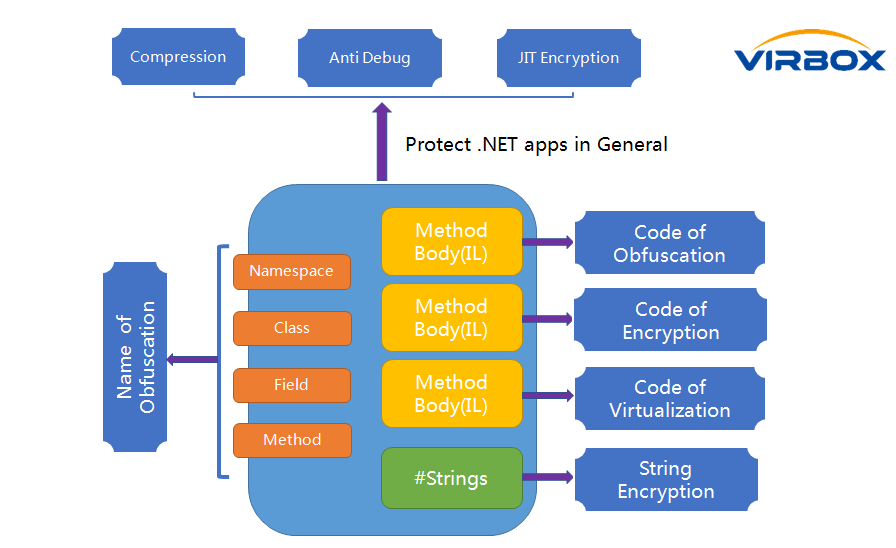 VIRBOX
Compression
Anti Debug
JIT Encryption
Protect .NET apps in General
Name of
Obfuscation
Namespace
Class
Field
Method
Method
Body(IL)
Method
Body(IL)
Method
Body(IL)
#Strings
Code of
Obfuscation
Code of
Encryption
Code of
Virtualization
String
Encryption